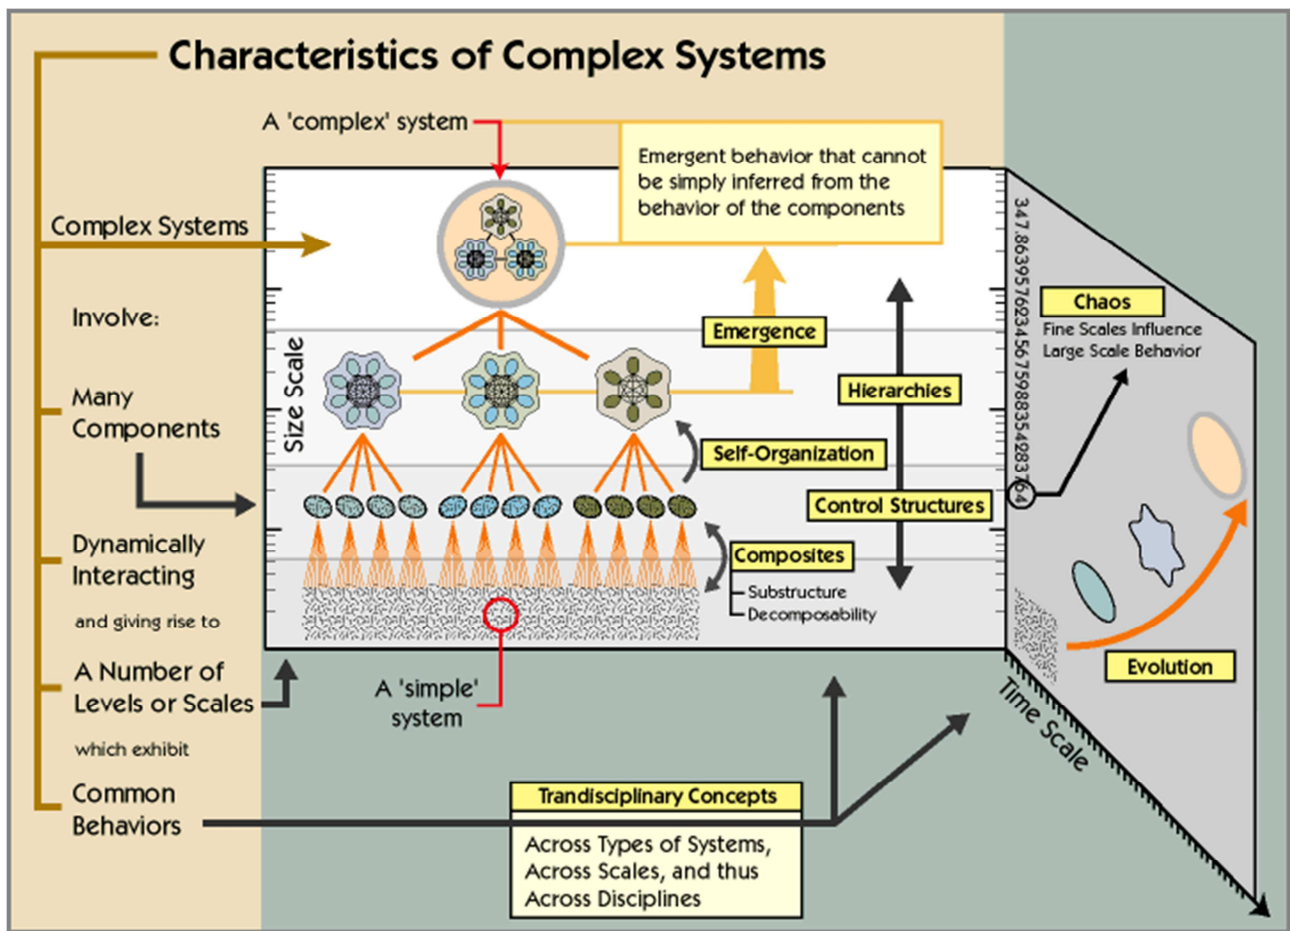 Characteristics of Complex Systems
A 'complex' system
Emergent behavior that cannot
be simply inferred from the
behavior of the components
Complex Systems
Involve:
Many
Components
Dynamically
Interacting
and giving rise to
A Number of
Levels or Scales
which exhibit
Common
Behaviors
Size Scale
Emergence
Hierarchies
Self-Organization
Control Structures
Composites
Substructure
Decomposability
A 'simple'
system
347.86395762345675988354283764
Chaos
Fine Scales Influence
Large Scale Behavior
Evolution
Time Scale
Trandisciplinary Concepts
Across Types of Systems,
Across Scales, and thus
Across Disciplines